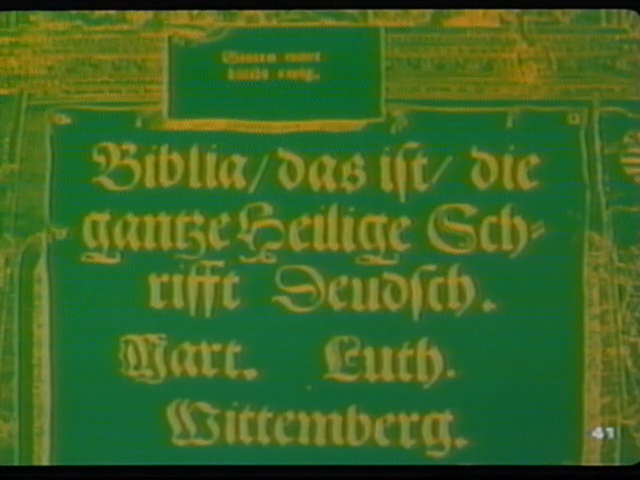 Biblia/das ist/ die
gantze Heilige Sch-
rifft Deudsch.
Mart. Luth.
Wittemberg.
41